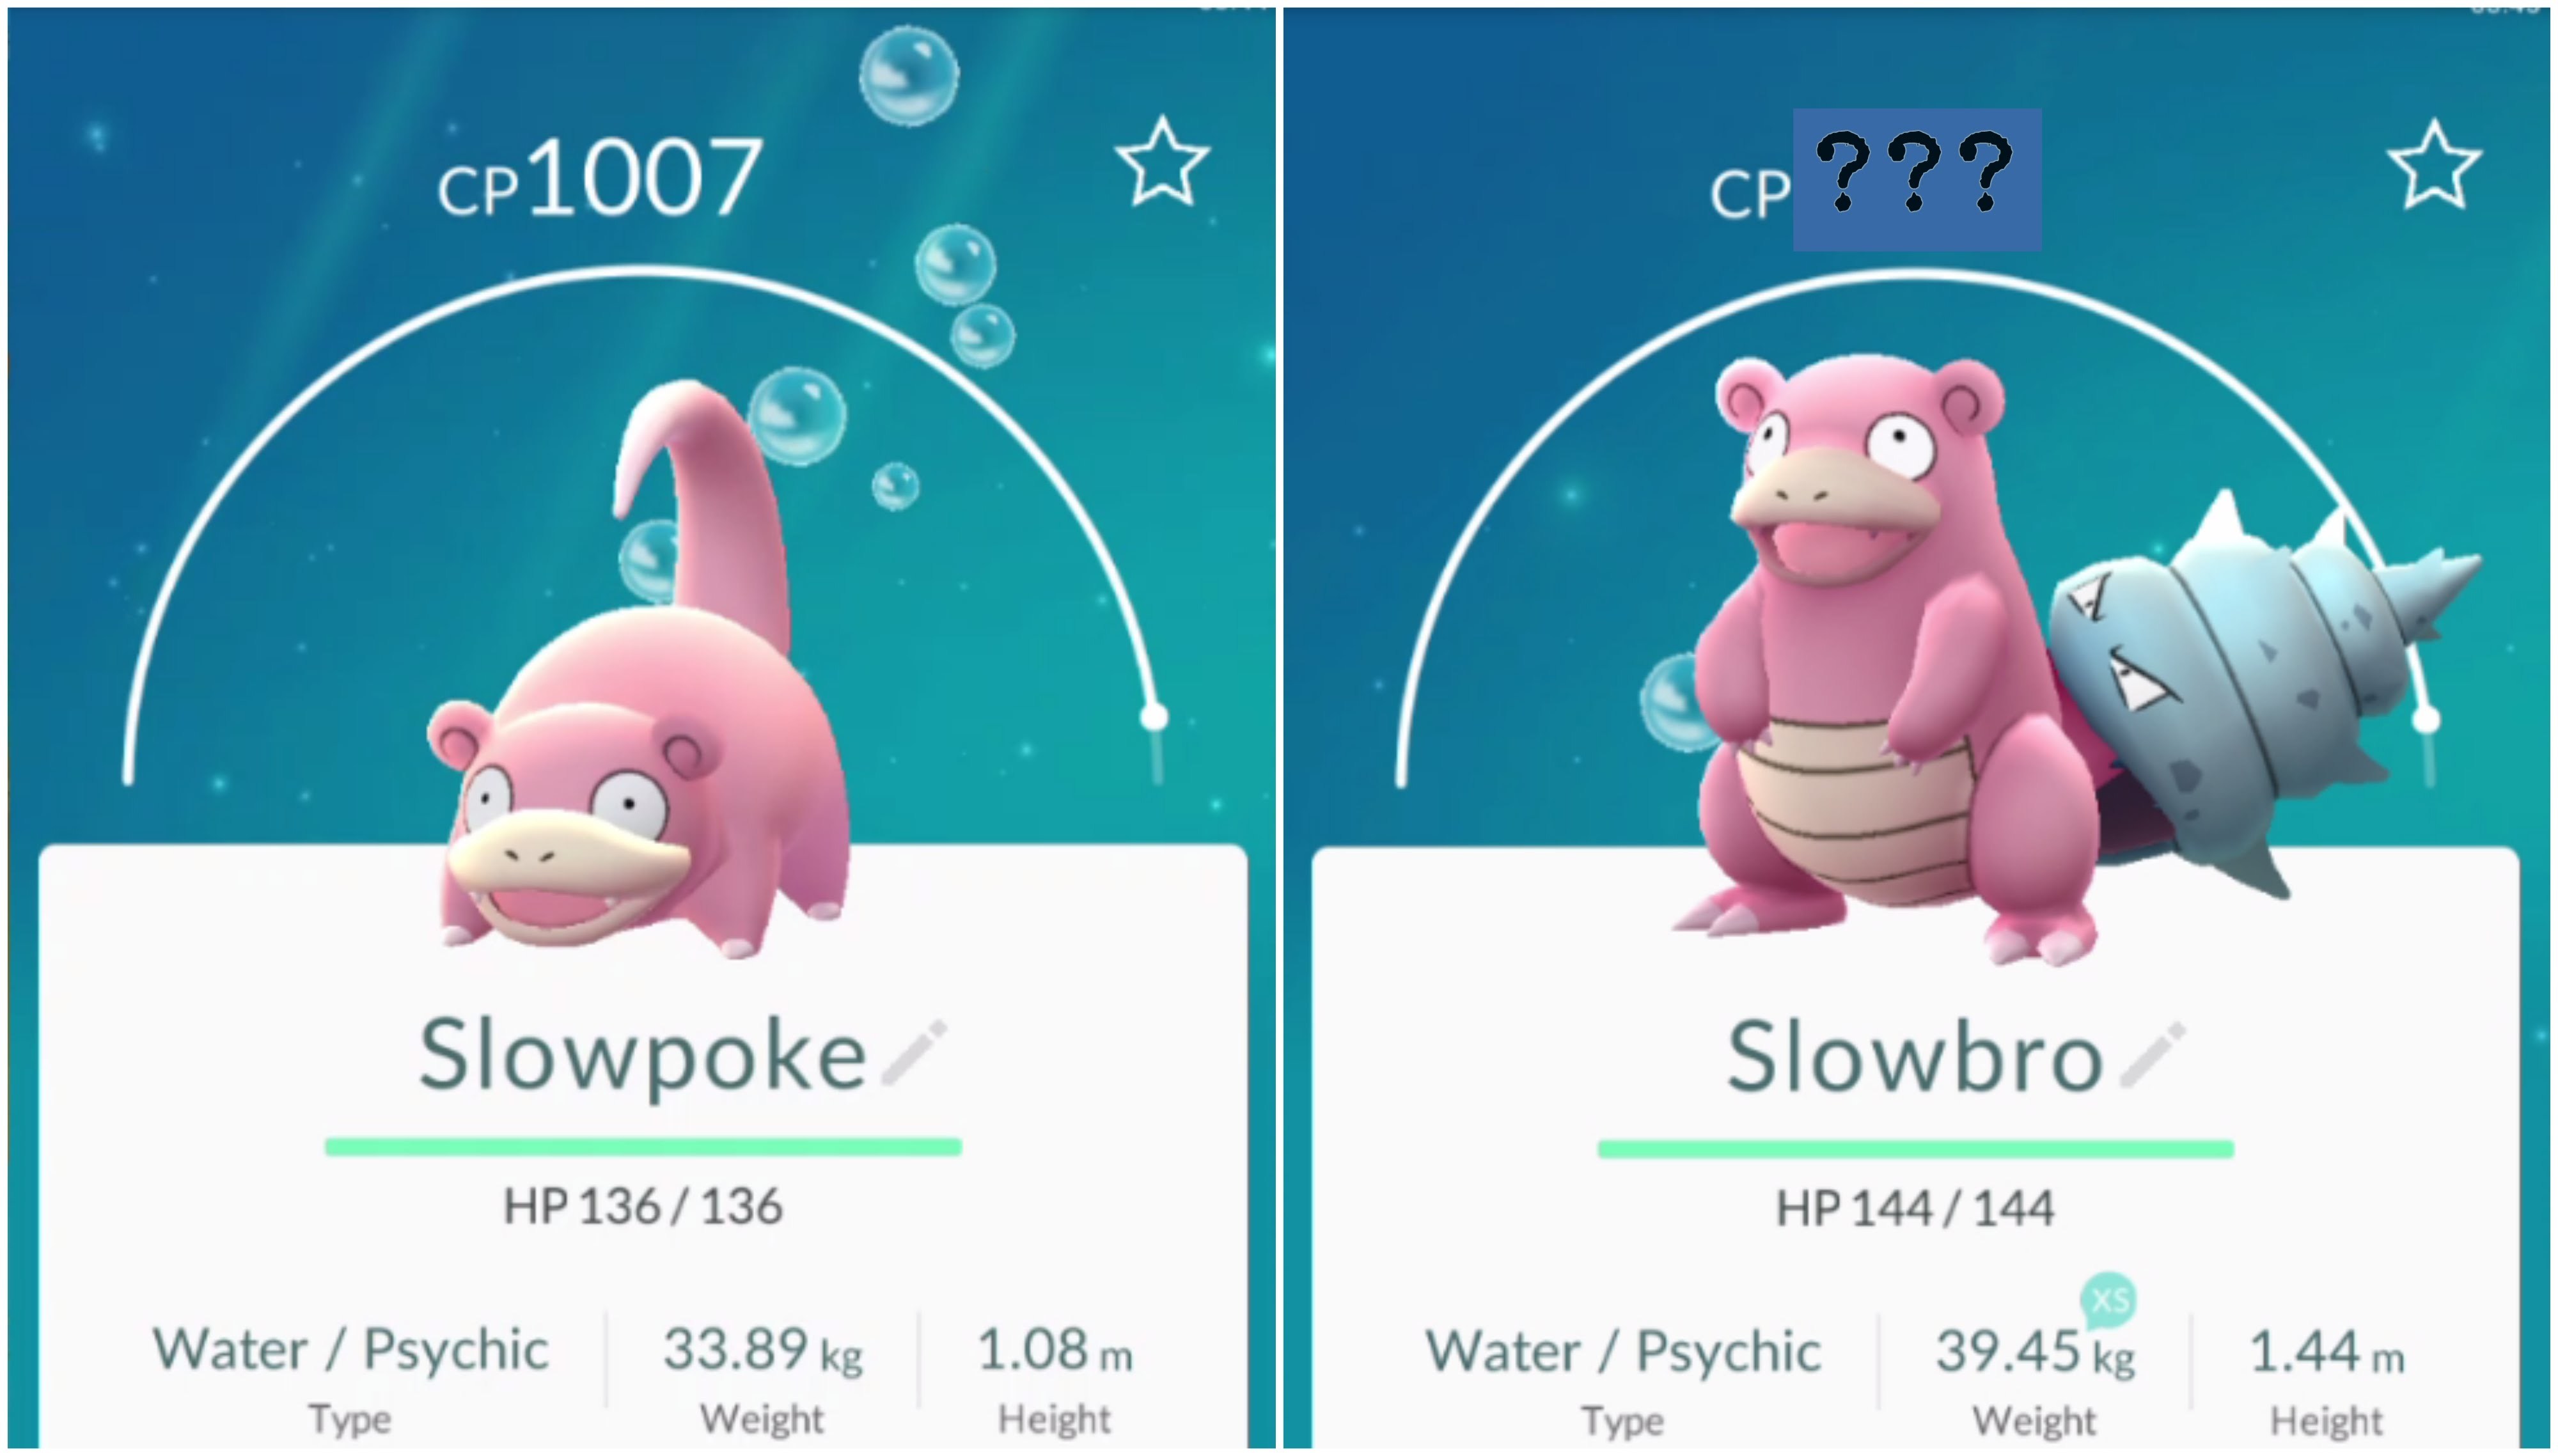 CP1007
Slowpoke
HP 136 / 136
Water / Psychic
Type
33.89 kg
Weight
1.08 m
Height
CP ???
Slowbro
HP 144 / 144
XS
Water / Psychic
Type
39.45 kg
Weight
1.44 m
Height